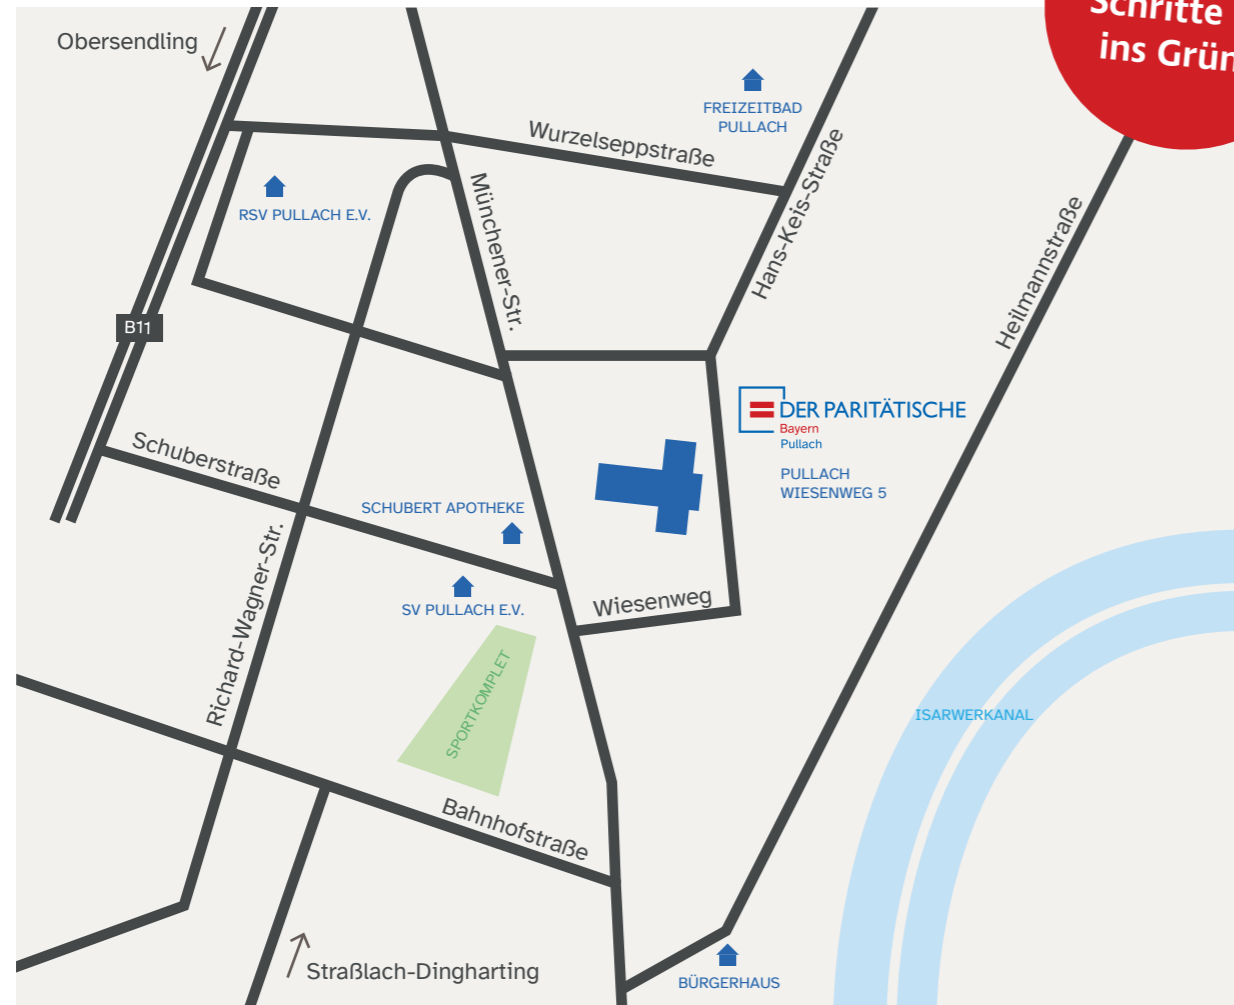 Schritte
ins Grün
Obersendling
FREIZEITBAD
PULLACH
Wurzelseppstraße
RSV PULLACH E.V.
Münchener-Str.
Hans-Keis-Straße
Heilmannstraße
B11
DER PARITÄTISCHE
Bayern
Pullach
PULLACH
WIESENWEG 5
Schuberstraße
SCHUBERT APOTHEKE
SV PULLACH E.V.
Wiesenweg
Richard-Wagner-Str.
SPORTKOMPLET
ISARWERKANAL
Bahnhofstraße
Straßlach-Dingharting
BÜRGERHAUS